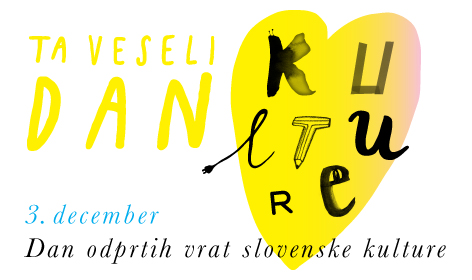 TA VESELI
DAN
KULTURE
3. december
Dan odprtih vrat slovenske kulture